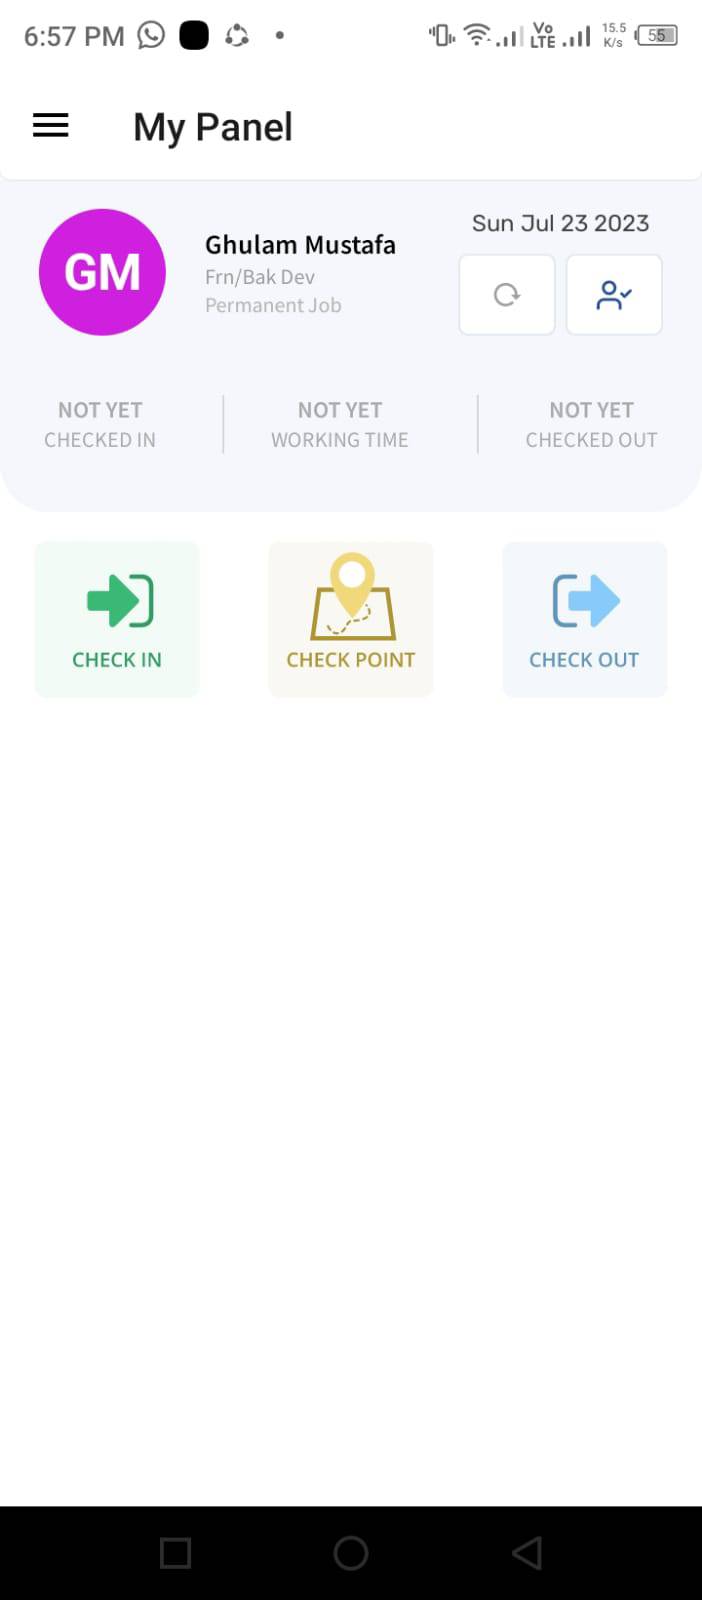 6:57 PM
Vo
LTE
15.5
K/s
55
My Panel
GM
Ghulam Mustafa
Frn/Bak Dev
Permanent Job
Sun Jul 23 2023
NOT YET
CHECKED IN
NOT YET
WORKING TIME
NOT YET
CHECKED OUT
CHECK IN
CHECK POINT
CHECK OUT